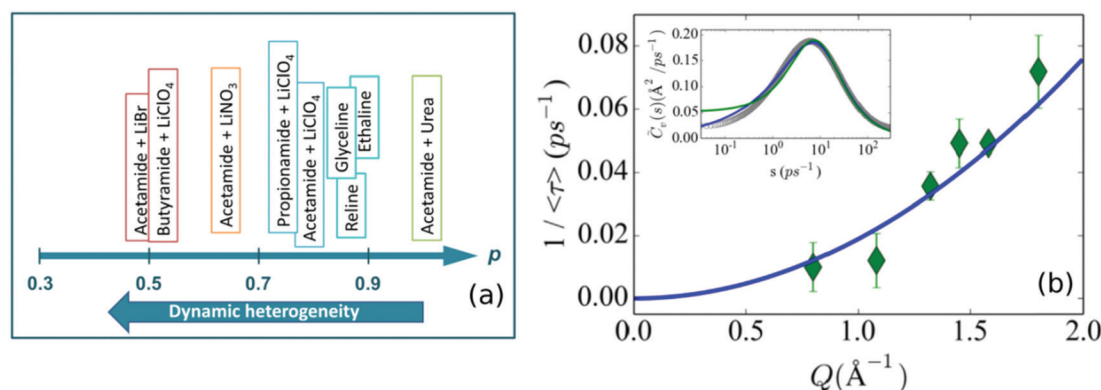 Acetamide + LiBr
Butyramide + LiClO₄
Acetamide + LiNO₃
Propionamide + LiClO₄
Acetamide + LiClO₄
Glyceline
Reline
Ethaline
Acetamide + Urea
p
0.3 0.5 0.7 0.9
(a)
Dynamic heterogeneity
0.08
0.06
0.04
0.02
0.00
1 / <τ> (ps⁻¹)
0.20
0.15
0.10
0.05
0.00
C̃ᵥ(s)(Å²/ps⁻¹)
10⁻¹ 10⁰ 10¹ 10²
s (ps⁻¹)
(b)
0.0 0.5 1.0 1.5 2.0
Q(Å⁻¹)